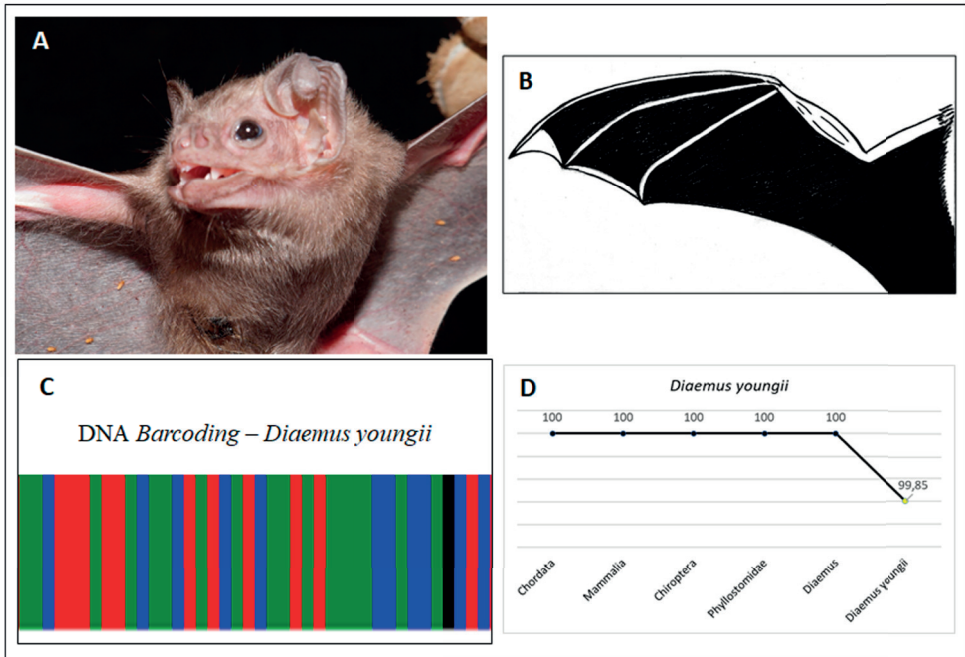 A
B
C
DNA Barcoding – Diaemus youngii
D
Diaemus youngii
100 100 100 100 100
99,85
Chordata
Mammalia
Chiroptera
Phyllostomidae
Diaemus
Diaemus youngii